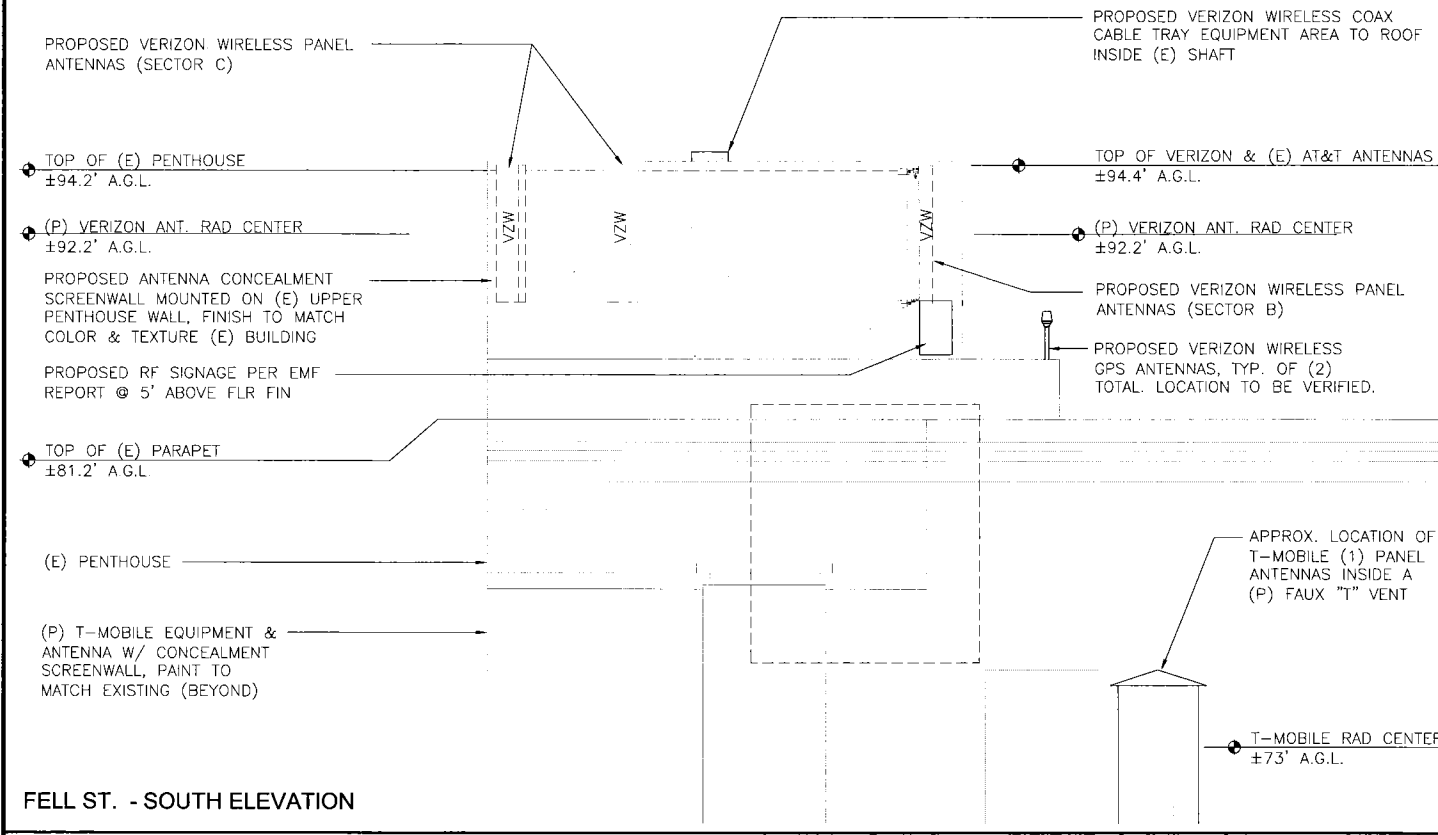 PROPOSED VERIZON WIRELESS PANEL
ANTENNAS (SECTOR C)
PROPOSED VERIZON WIRELESS COAX
CABLE TRAY EQUIPMENT AREA TO ROOF
INSIDE (E) SHAFT
TOP OF (E) PENTHOUSE
±94.2' A.G.L.
TOP OF VERIZON & (E) AT&T ANTENNAS
±94.4' A.G.L.
(P) VERIZON ANT. RAD CENTER
±92.2' A.G.L.
VZW
VZW
VZW
(P) VERIZON ANT. RAD CENTER
±92.2' A.G.L.
PROPOSED ANTENNA CONCEALMENT
SCREENWALL MOUNTED ON (E) UPPER
PENTHOUSE WALL, FINISH TO MATCH
COLOR & TEXTURE (E) BUILDING
PROPOSED VERIZON WIRELESS PANEL
ANTENNAS (SECTOR B)
PROPOSED RF SIGNAGE PER EMF
REPORT @ 5' ABOVE FLR FIN
PROPOSED VERIZON WIRELESS
GPS ANTENNAS, TYP. OF (2)
TOTAL. LOCATION TO BE VERIFIED.
TOP OF (E) PARAPET
±81.2' A.G.L.
(E) PENTHOUSE
APPROX. LOCATION OF
T-MOBILE (1) PANEL
ANTENNAS INSIDE A
(P) FAUX "T" VENT
(P) T-MOBILE EQUIPMENT &
ANTENNA W/ CONCEALMENT
SCREENWALL, PAINT TO
MATCH EXISTING (BEYOND)
T-MOBILE RAD CENTER
±73' A.G.L.
FELL ST. - SOUTH ELEVATION